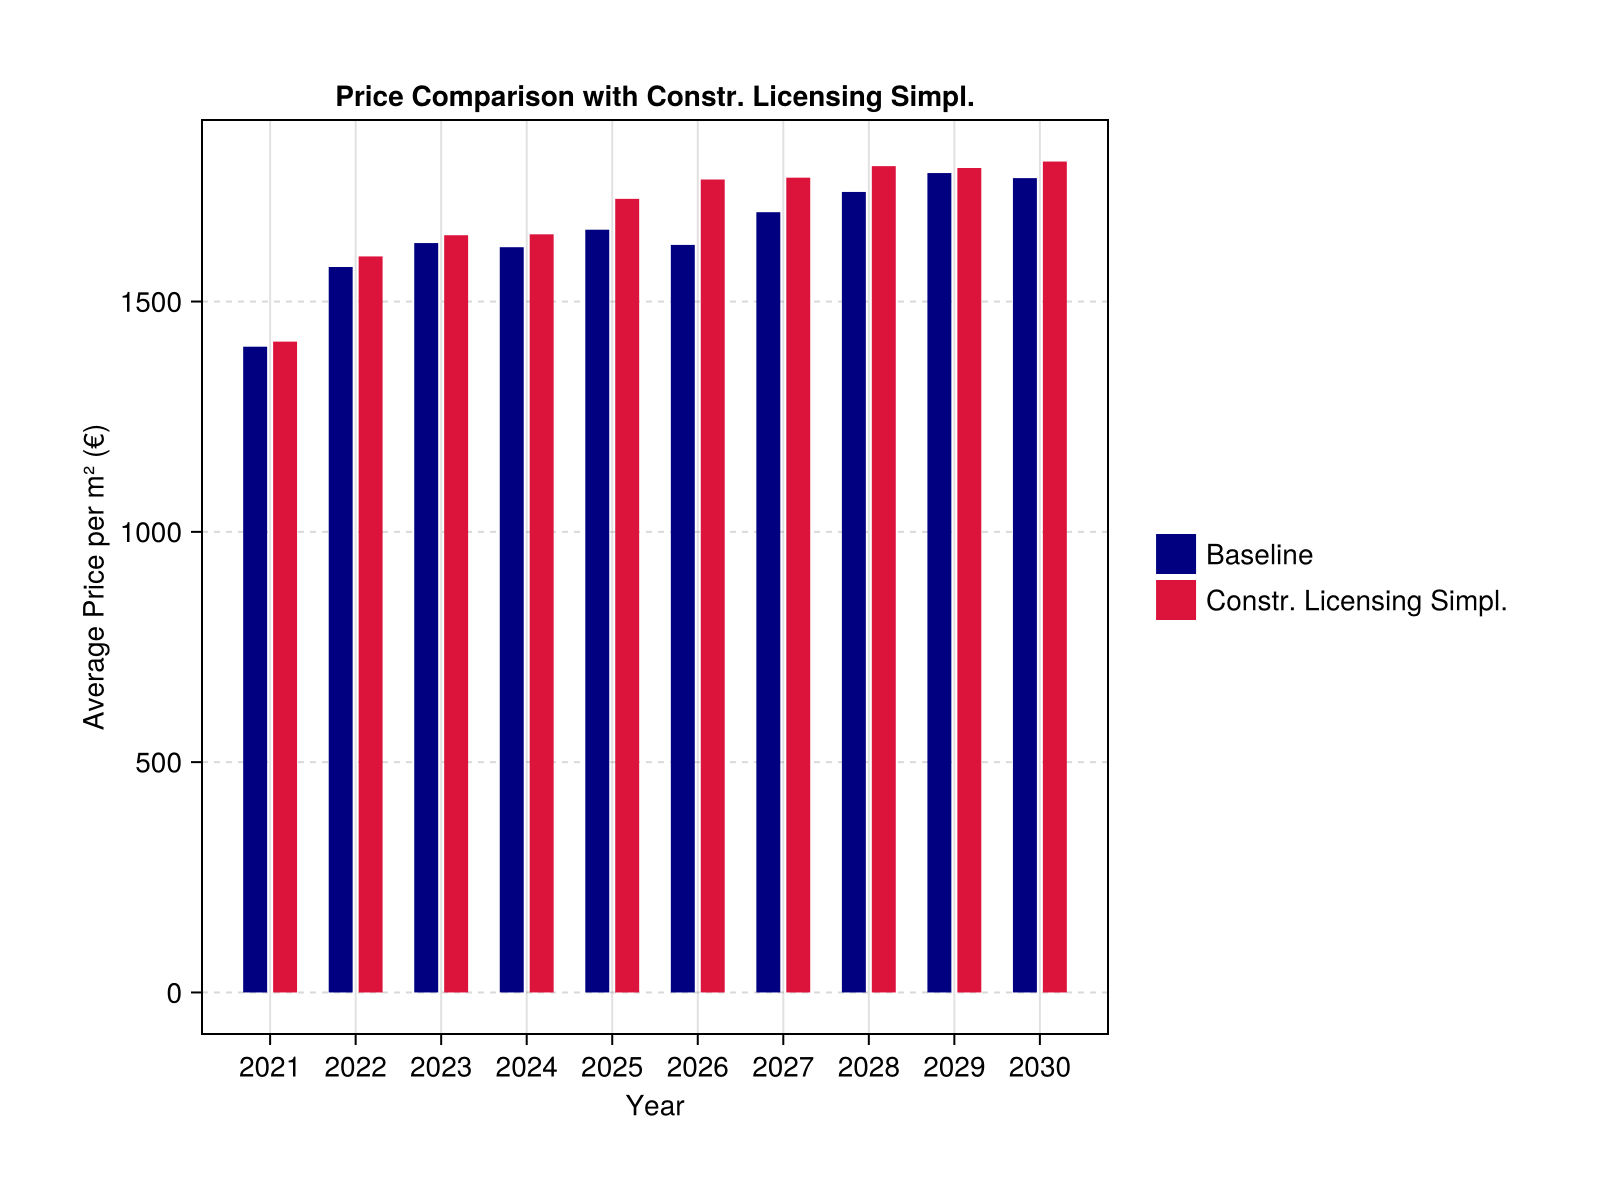 Price Comparison with Constr. Licensing Simpl.
Average Price per m² (€)
1500
1000
500
0
2021 2022 2023 2024 2025 2026 2027 2028 2029 2030
Year
Baseline
Constr. Licensing Simpl.